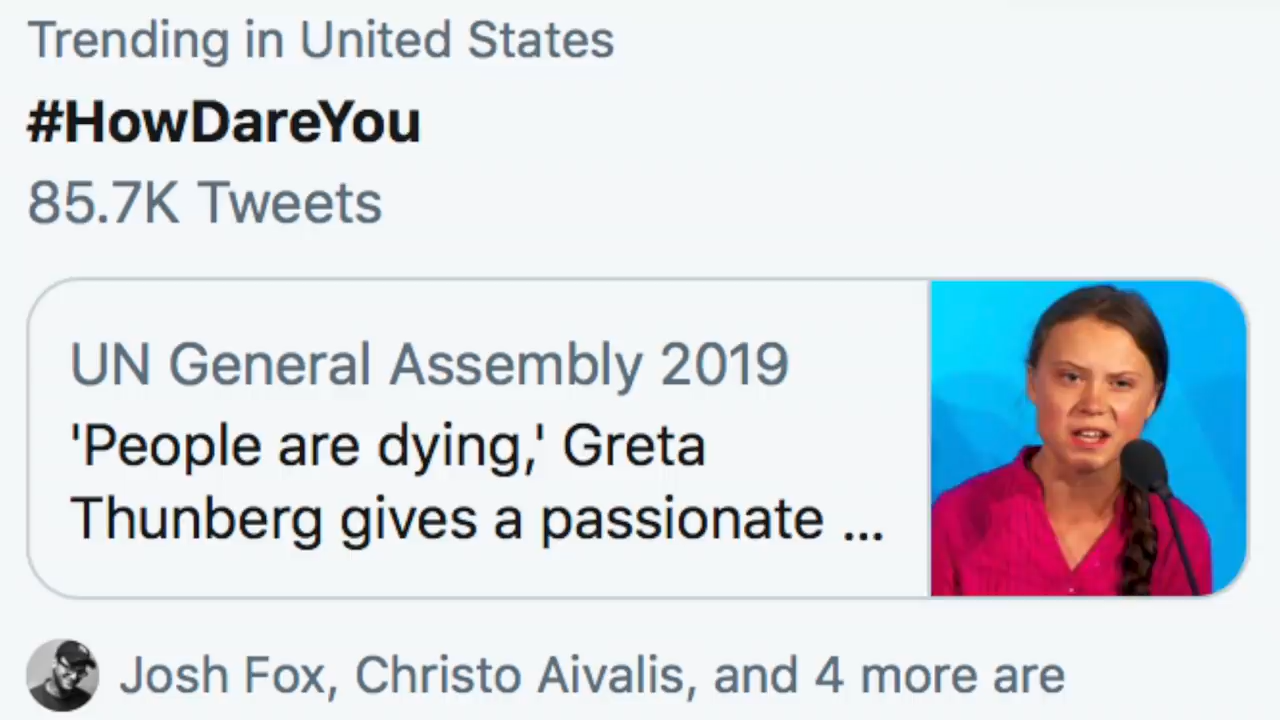 Trending in United States
#HowDareYou
85.7K Tweets
UN General Assembly 2019
'People are dying,' Greta
Thunberg gives a passionate ...
Josh Fox, Christo Aivalis, and 4 more are